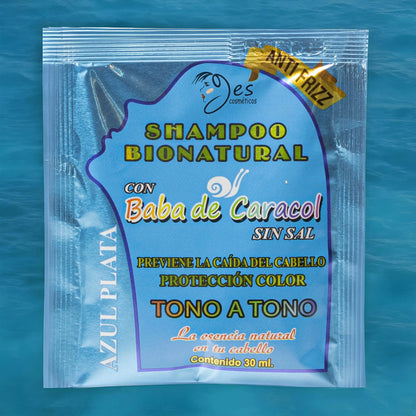 Jes
cosméticos
ANTI FRIZZ
SHAMPOO
BIONATURAL
CON
Baba de Caracol
SIN SAL
PREVIENE LA CAÍDA DEL CABELLO
PROTECCIÓN COLOR
TONO A TONO
La esencia natural
en tu cabello
Contenido 30 ml.
AZUL PLATA